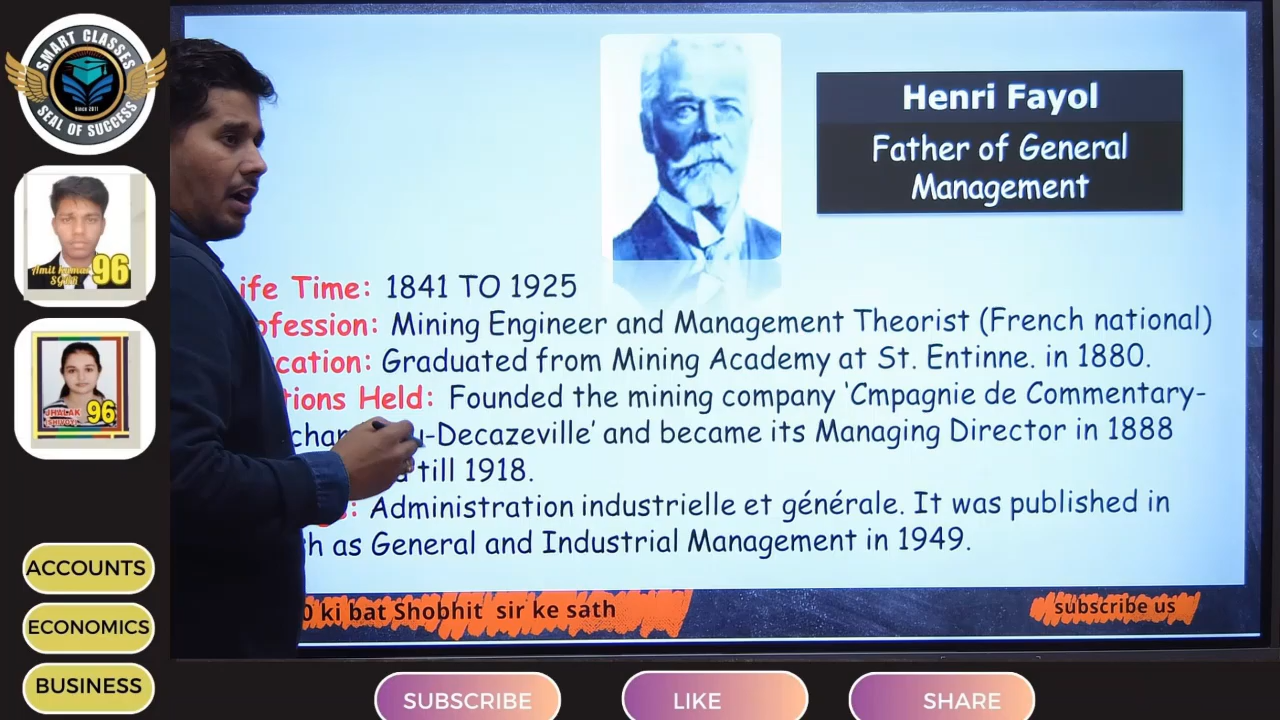 SMART CLASSES
Since 2011
SEAL OF SUCCESS
Amit kumar 96
JHALAK
96
ACCOUNTS
ECONOMICS
BUSINESS
Henri Fayol
Father of General
Management
ife Time: 1841 TO 1925
ofession: Mining Engineer and Management Theorist (French national)
cation: Graduated from Mining Academy at St. Entinne. in 1880.
tions Held: Founded the mining company ‘Cmpagnie de Commentary-
-Decazeville’ and became its Managing Director in 1888
till 1918.
: Administration industrielle et générale. It was published in
h as General and Industrial Management in 1949.
0 ki bat Shobhit sir ke sath
subscribe us
SUBSCRIBE
LIKE
SHARE